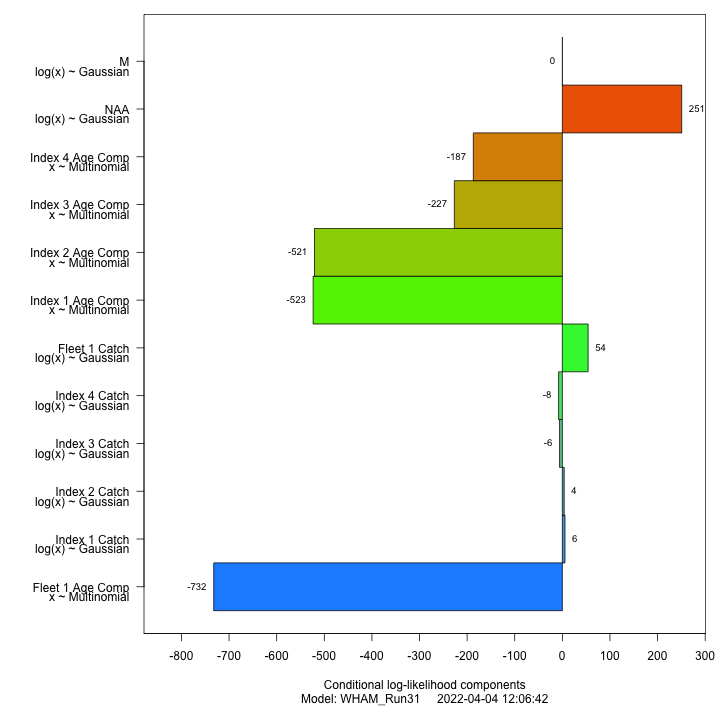 M
log(x) ~ Gaussian
0
NAA
log(x) ~ Gaussian
251
Index 4 Age Comp
x ~ Multinomial
-187
Index 3 Age Comp
x ~ Multinomial
-227
Index 2 Age Comp
x ~ Multinomial
-521
Index 1 Age Comp
x ~ Multinomial
-523
Fleet 1 Catch
log(x) ~ Gaussian
54
Index 4 Catch
log(x) ~ Gaussian
-8
Index 3 Catch
log(x) ~ Gaussian
-6
Index 2 Catch
log(x) ~ Gaussian
4
Index 1 Catch
log(x) ~ Gaussian
6
Fleet 1 Age Comp
x ~ Multinomial
-732
-800 -700 -600 -500 -400 -300 -200 -100 0 100 200 300
Conditional log-likelihood components
Model: WHAM_Run31 2022-04-04 12:06:42